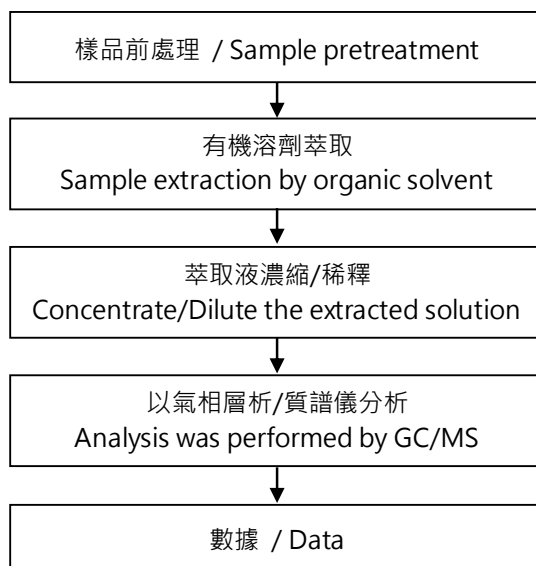 樣品前處理 / Sample pretreatment
有機溶劑萃取
Sample extraction by organic solvent
萃取液濃縮/稀釋
Concentrate/Dilute the extracted solution
以氣相層析/質譜儀分析
Analysis was performed by GC/MS
數據 / Data